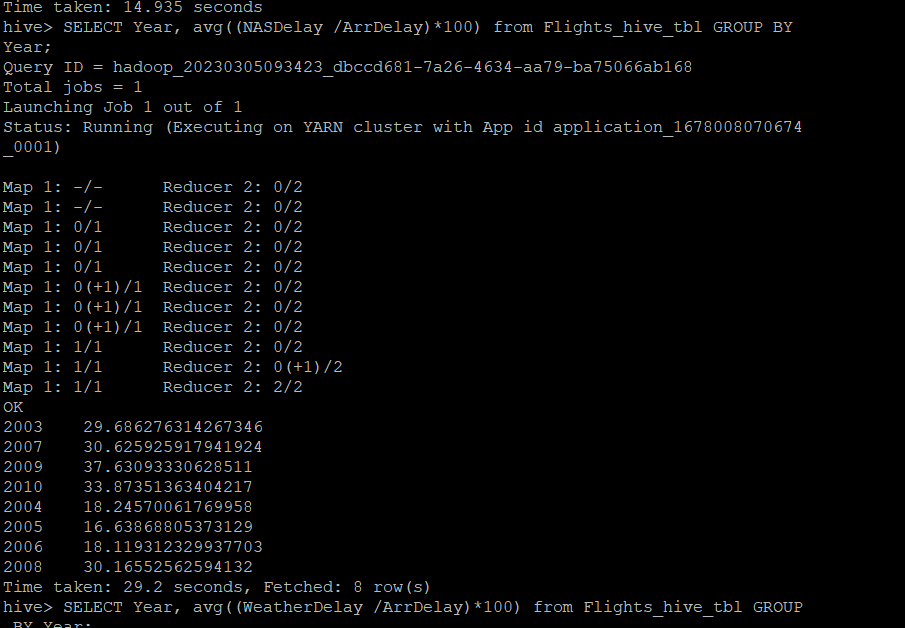 Time taken: 14.935 seconds
hive> SELECT Year, avg((NASDelay /ArrDelay)*100) from Flights_hive_tbl GROUP BY
Year;
Query ID = hadoop_20230305093423_dbccd681-7a26-4634-aa79-ba75066ab168
Total jobs = 1
Launching Job 1 out of 1
Status: Running (Executing on YARN cluster with App id application_1678008070674
_0001)
Map 1: -/-      Reducer 2: 0/2
Map 1: -/-      Reducer 2: 0/2
Map 1: 0/1      Reducer 2: 0/2
Map 1: 0/1      Reducer 2: 0/2
Map 1: 0/1      Reducer 2: 0/2
Map 1: 0(+1)/1  Reducer 2: 0/2
Map 1: 0(+1)/1  Reducer 2: 0/2
Map 1: 0(+1)/1  Reducer 2: 0/2
Map 1: 1/1      Reducer 2: 0/2
Map 1: 1/1      Reducer 2: 0(+1)/2
Map 1: 1/1      Reducer 2: 2/2
OK
2003    29.686276314267346
2007    30.625925917941924
2009    37.63093330628511
2010    33.87351363404217
2004    18.24570061769958
2005    16.63868805373129
2006    18.119312329937703
2008    30.16552562594132
Time taken: 29.2 seconds, Fetched: 8 row(s)
hive> SELECT Year, avg((WeatherDelay /ArrDelay)*100) from Flights_hive_tbl GROUP
 BY Year;